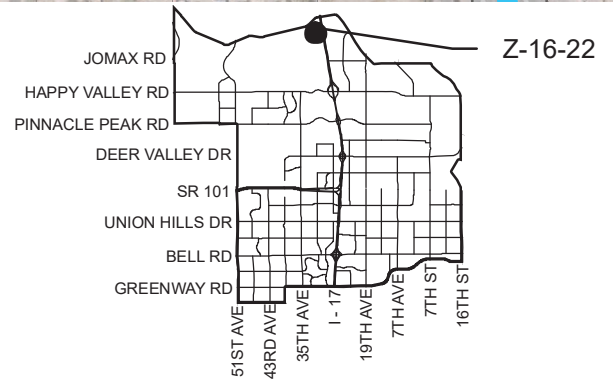 Z-16-22
JOMAX RD
HAPPY VALLEY RD
PINNACLE PEAK RD
DEER VALLEY DR
SR 101
UNION HILLS DR
BELL RD
GREENWAY RD
51ST AVE
43RD AVE
35TH AVE
I - 17
19TH AVE
7TH AVE
7TH ST
16TH ST